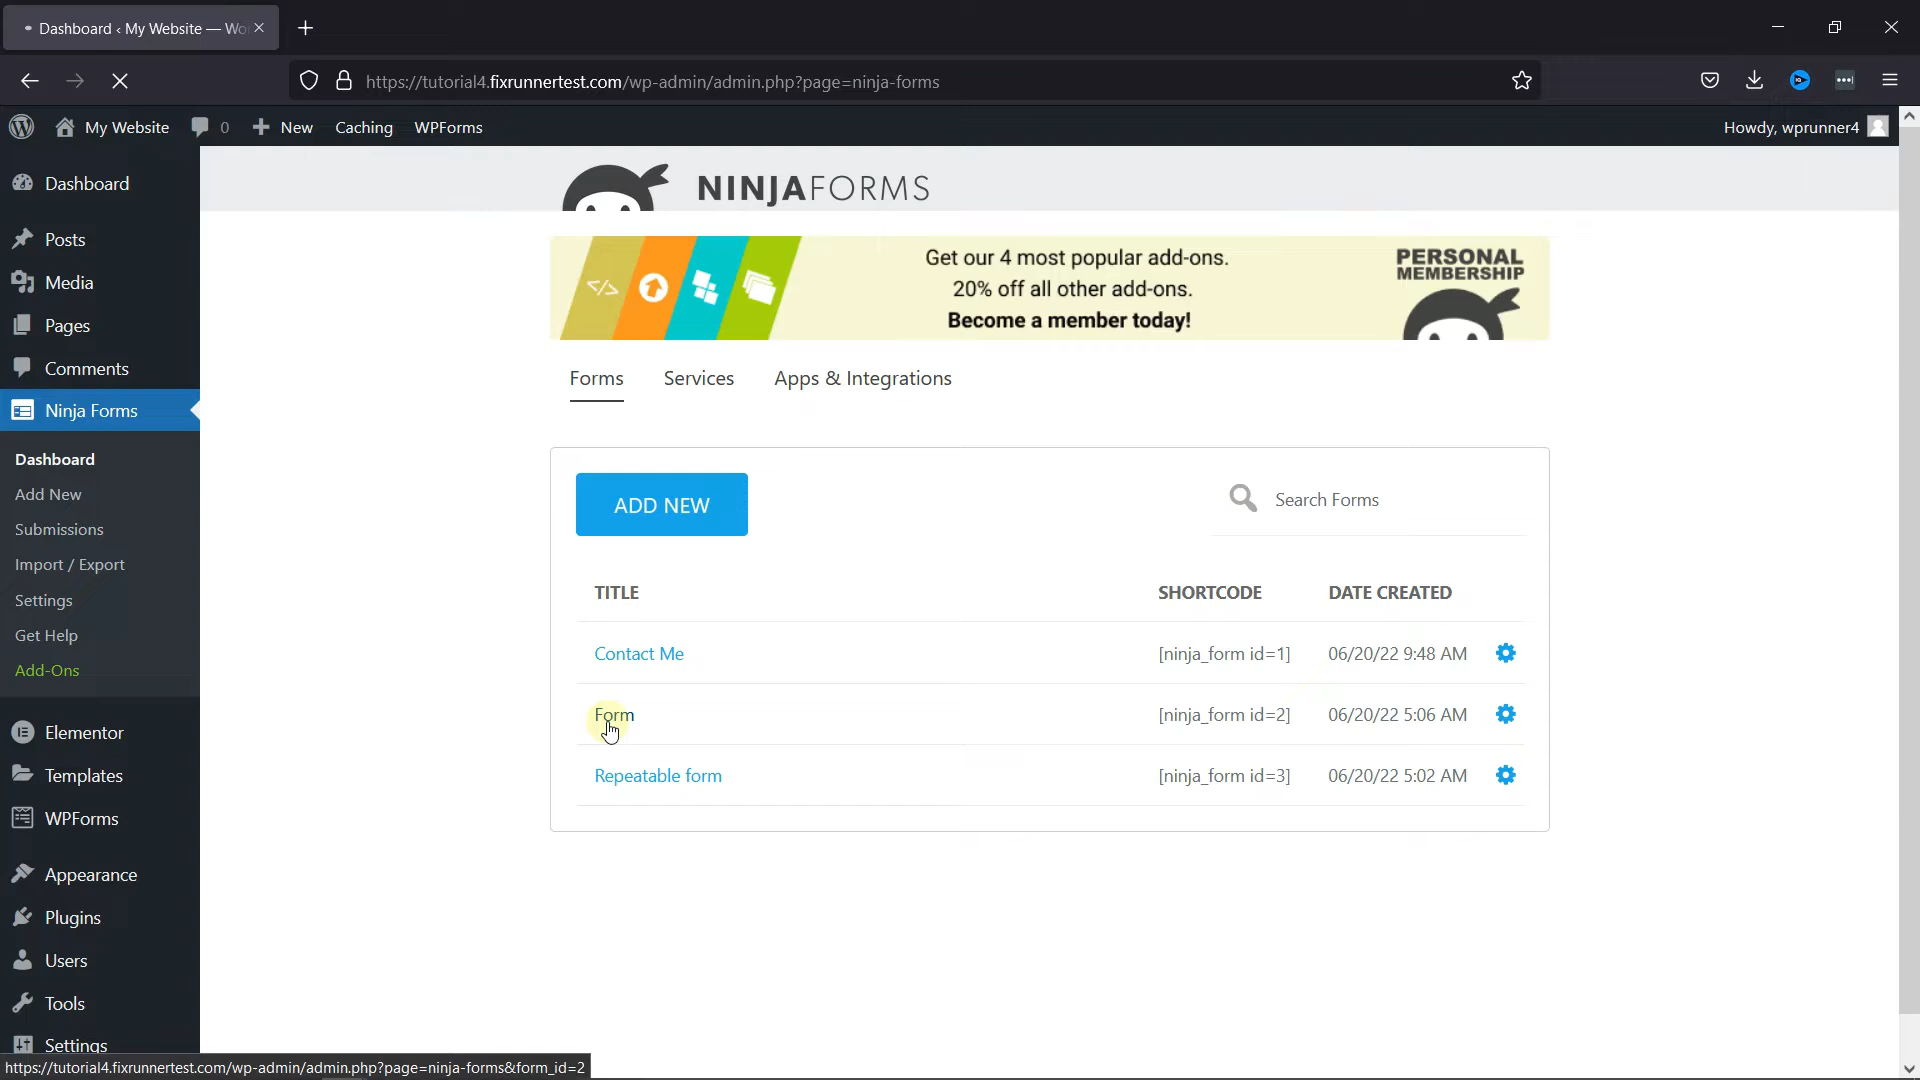 Dashboard ‹ My Website — Wo
https://tutorial4.fixrunnertest.com/wp-admin/admin.php?page=ninja-forms
My Website
0
New
Caching
WPForms
Howdy, wprunner4
Dashboard
Posts
Media
Pages
Comments
Ninja Forms
Dashboard
Add New
Submissions
Import / Export
Settings
Get Help
Add-Ons
Elementor
Templates
WPForms
Appearance
Plugins
Users
Tools
Settings
NINJAFORMS
</>
Get our 4 most popular add-ons.
20% off all other add-ons.
Become a member today!
PERSONAL
MEMBERSHIP
Forms
Services
Apps & Integrations
ADD NEW
Search Forms
TITLE
SHORTCODE
DATE CREATED
Contact Me
[ninja_form id=1]
06/20/22 9:48 AM
Form
[ninja_form id=2]
06/20/22 5:06 AM
Repeatable form
[ninja_form id=3]
06/20/22 5:02 AM
https://tutorial4.fixrunnertest.com/wp-admin/admin.php?page=ninja-forms&form_id=2